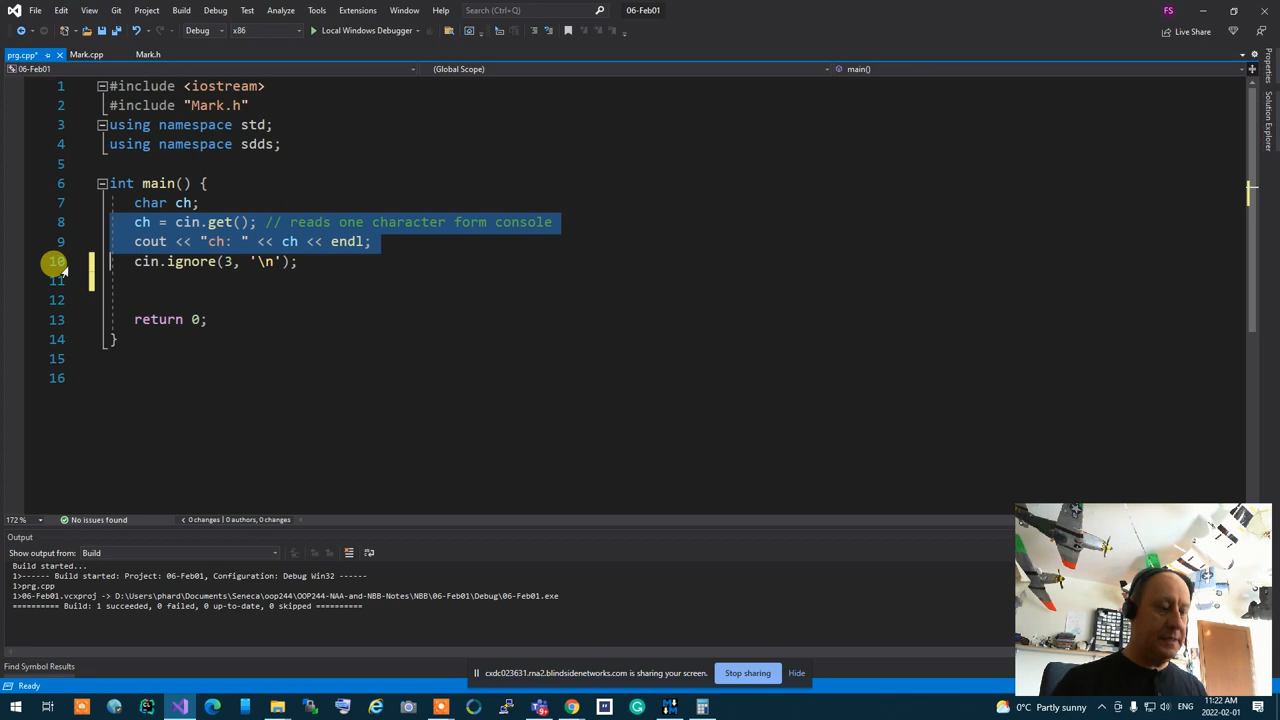 File Edit View Git Project Build Debug Test Analyze Tools Extensions Window Help Search (Ctrl+Q) 06-Feb01 FS
Debug x86 Local Windows Debugger Live Share
prg.cpp* Mark.cpp Mark.h
06-Feb01 (Global Scope) main()
Properties
Solution Explorer
1 #include <iostream>
2 #include "Mark.h"
3 using namespace std;
4 using namespace sdds;
5
6 int main() {
7 char ch;
8 ch = cin.get(); // reads one character form console
9 cout << "ch: " << ch << endl;
10 cin.ignore(3, '\n');
11
12
13 return 0;
14 }
15
16
172 % No issues found 0 changes | 0 authors, 0 changes
Output
Show output from: Build
Build started...
1>------ Build started: Project: 06-Feb01, Configuration: Debug Win32 ------
1>prg.cpp
1>06-Feb01.vcxproj -> D:\Users\phard\Documents\Seneca\oop244\OOP244-NAA-and-NBB-Notes\NBB\06-Feb01\Debug\06-Feb01.exe
========== Build: 1 succeeded, 0 failed, 0 up-to-date, 0 skipped ==========
Find Symbol Results
cxdc023631.rna2.blindsidenetworks.com is sharing your screen. Stop sharing Hide
Ready
0°C Partly sunny ENG 11:22 AM
2022-02-01